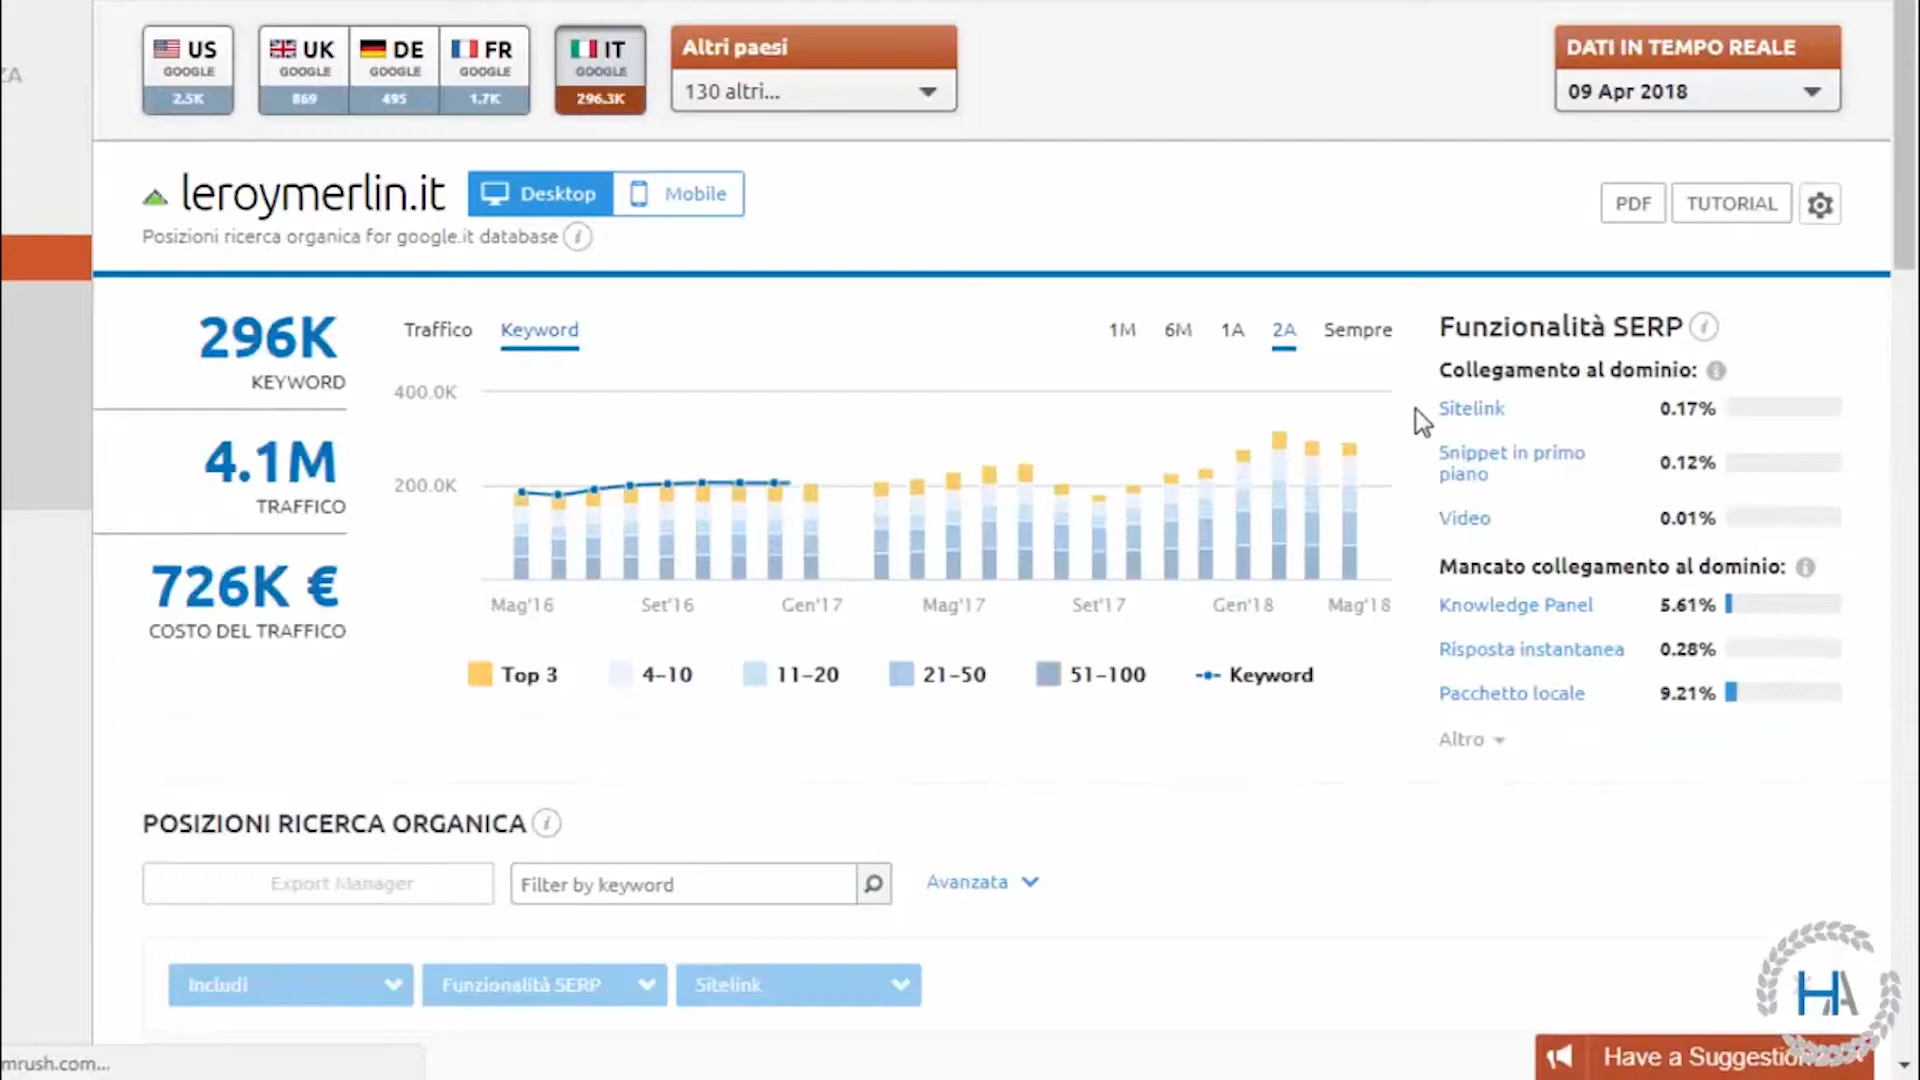 US
GOOGLE
2.5K
UK
GOOGLE
869
DE
GOOGLE
495
FR
GOOGLE
1.7K
IT
GOOGLE
296.3K
Altri paesi
130 altri...
DATI IN TEMPO REALE
09 Apr 2018
ZA
leroymerlin.it
Desktop
Mobile
PDF
TUTORIAL
Posizioni ricerca organica for google.it database
i
296K
KEYWORD
4.1M
TRAFFICO
726K €
COSTO DEL TRAFFICO
Traffico
Keyword
1M
6M
1A
2A
Sempre
400.0K
200.0K
Mag'16
Set'16
Gen'17
Mag'17
Set'17
Gen'18
Mag'18
Top 3
4-10
11-20
21-50
51-100
Keyword
Funzionalità SERP
i
Collegamento al dominio:
i
Sitelink 0.17%
Snippet in primo
piano
0.12%
Video 0.01%
Mancato collegamento al dominio:
i
Knowledge Panel 5.61%
Risposta instantanea 0.28%
Pacchetto locale 9.21%
Altro
POSIZIONI RICERCA ORGANICA
i
Export Manager
Filter by keyword
Avanzata
Includi
Funzionalità SERP
Sitelink
HA
mrush.com...
Have a Suggestion